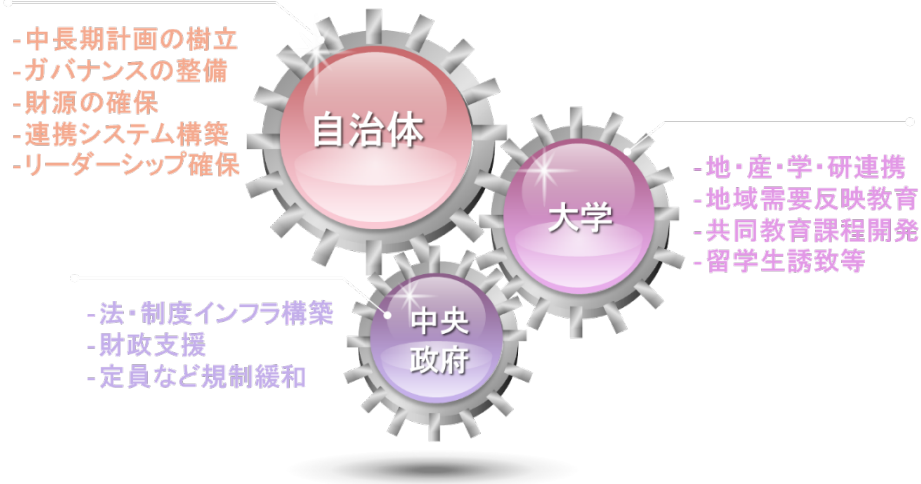 -中長期計画の樹立
-ガバナンスの整備
-財源の確保
-連携システム構築
-リーダーシップ確保
自治体
大学
-地・産・学・研連携
-地域需要反映教育
-共同教育課程開発
-留学生誘致等
中央
政府
-法・制度インフラ構築
-財政支援
-定員など規制緩和